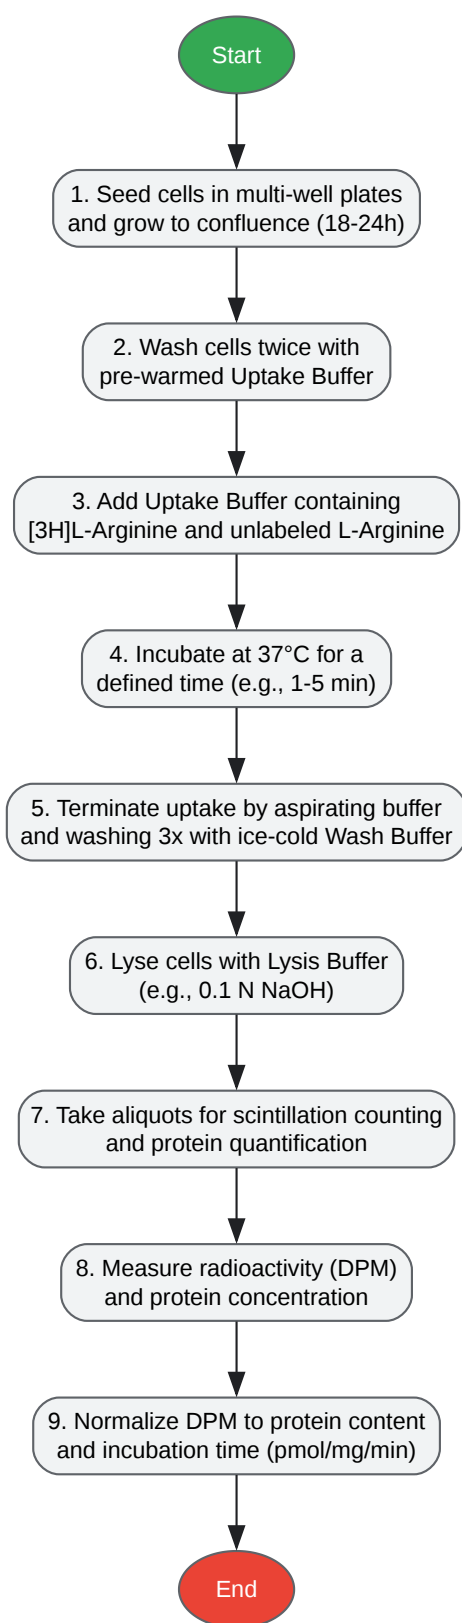 Start
1. Seed cells in multi-well plates
and grow to confluence (18-24h)
2. Wash cells twice with
pre-warmed Uptake Buffer
3. Add Uptake Buffer containing
[3H]L-Arginine and unlabeled L-Arginine
4. Incubate at 37°C for a
defined time (e.g., 1-5 min)
5. Terminate uptake by aspirating buffer
and washing 3x with ice-cold Wash Buffer
6. Lyse cells with Lysis Buffer
(e.g., 0.1 N NaOH)
7. Take aliquots for scintillation counting
and protein quantification
8. Measure radioactivity (DPM)
and protein concentration
9. Normalize DPM to protein content
and incubation time (pmol/mg/min)
End